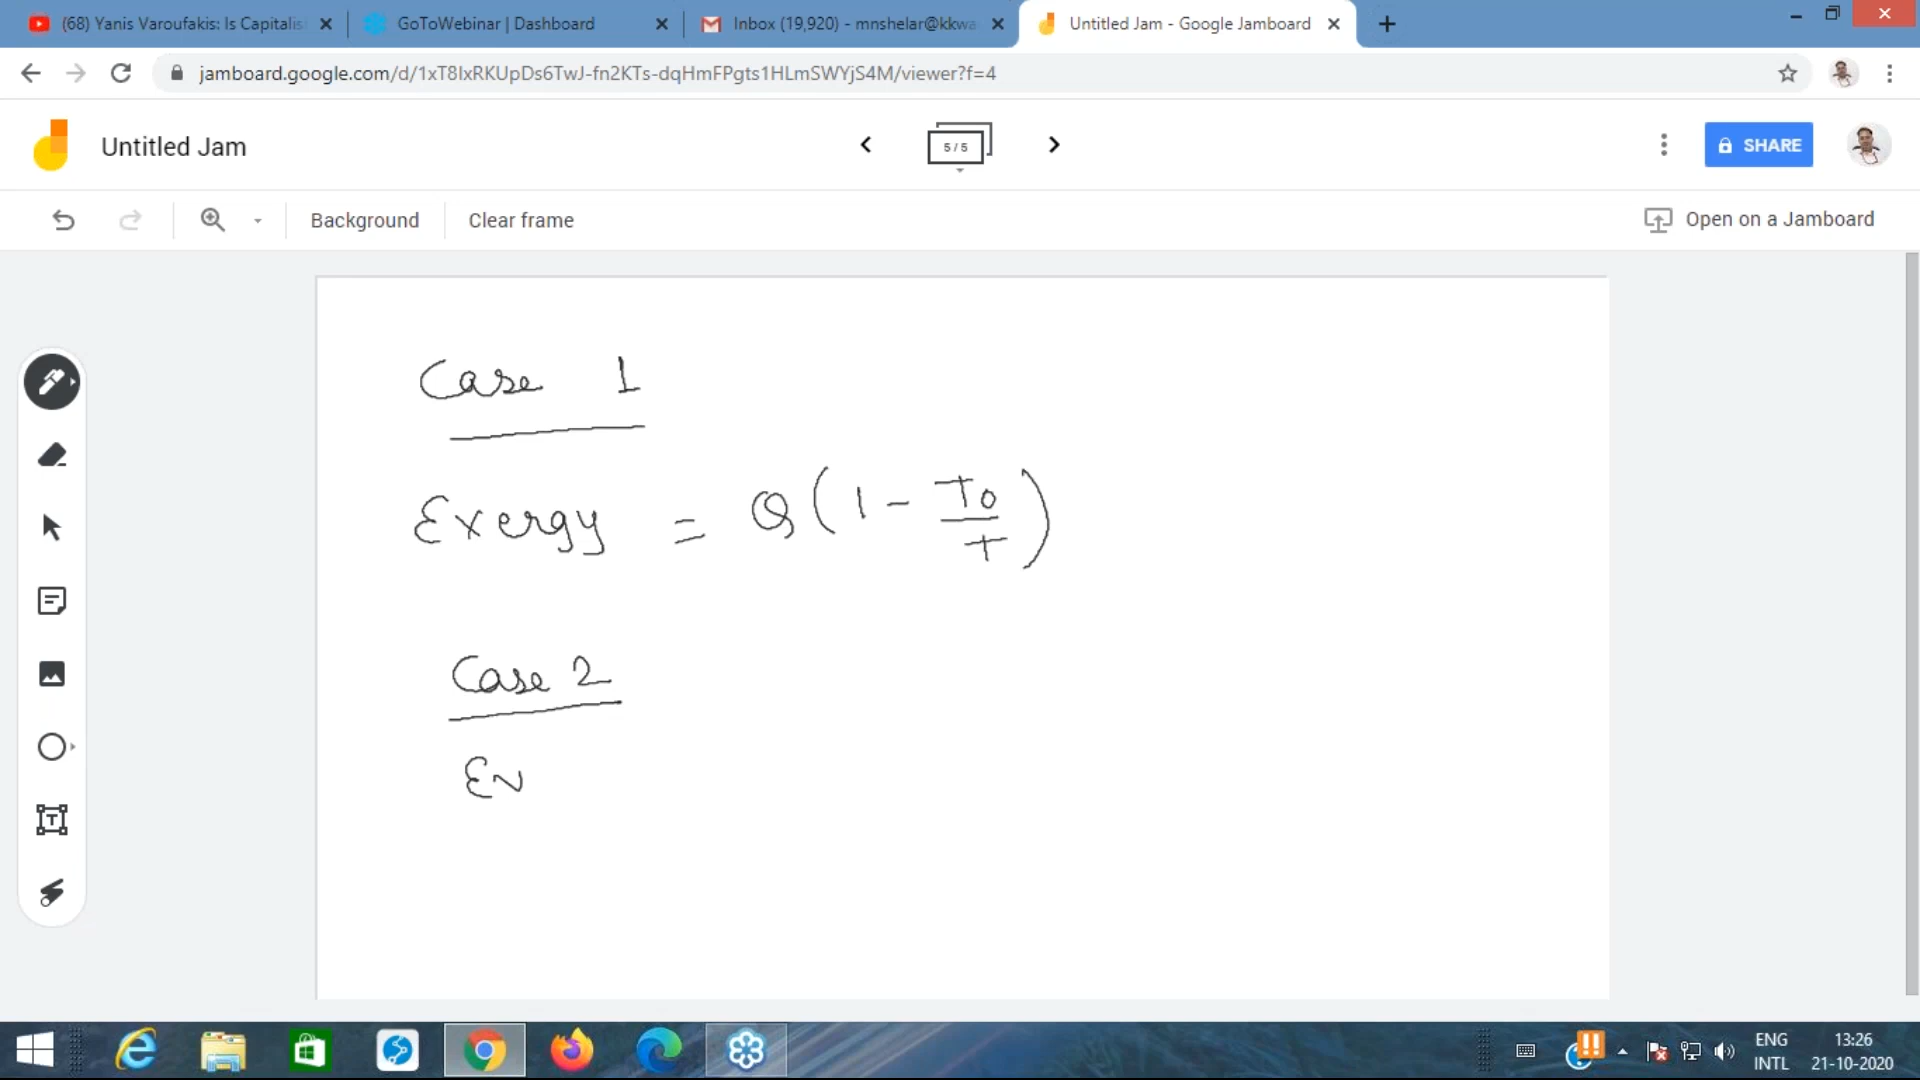 (68) Yanis Varoufakis: Is Capitalis
GoToWebinar | Dashboard
Inbox (19,920) - mnshelar@kkwa
Untitled Jam - Google Jamboard
jamboard.google.com/d/1xT8IxRKUpDs6TwJ-fn2KTs-dqHmFPgts1HLmSWYjS4M/viewer?f=4
Untitled Jam
5 / 5
SHARE
Background
Clear frame
Open on a Jamboard
Case 1
Exergy = Q(1 - T0/T)
Case 2
Ex
ENG
13:26
INTL
21-10-2020